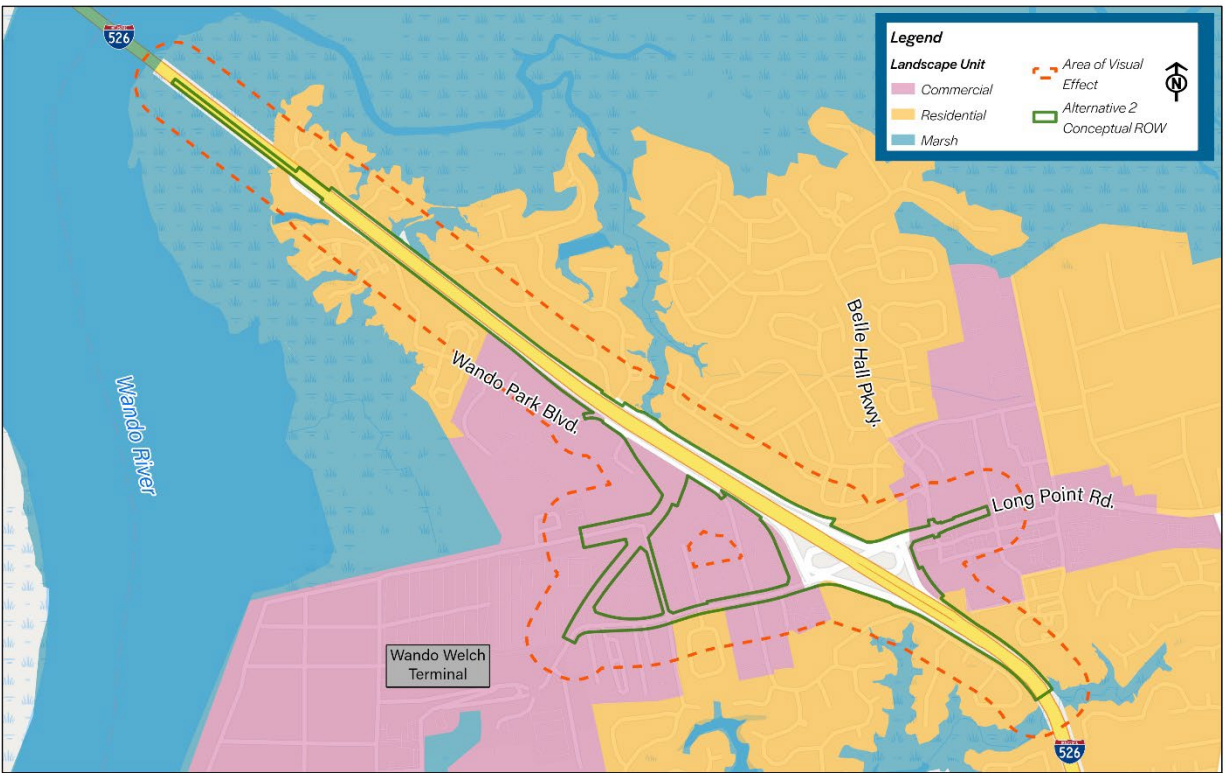 526
Legend
Landscape Unit
Commercial
Residential
Marsh
Area of Visual
Effect
Alternative 2
Conceptual ROW
N
Belle Hall Pkwy.
Wando Park Blvd.
Wando River
Long Point Rd.
Wando Welch
Terminal
526